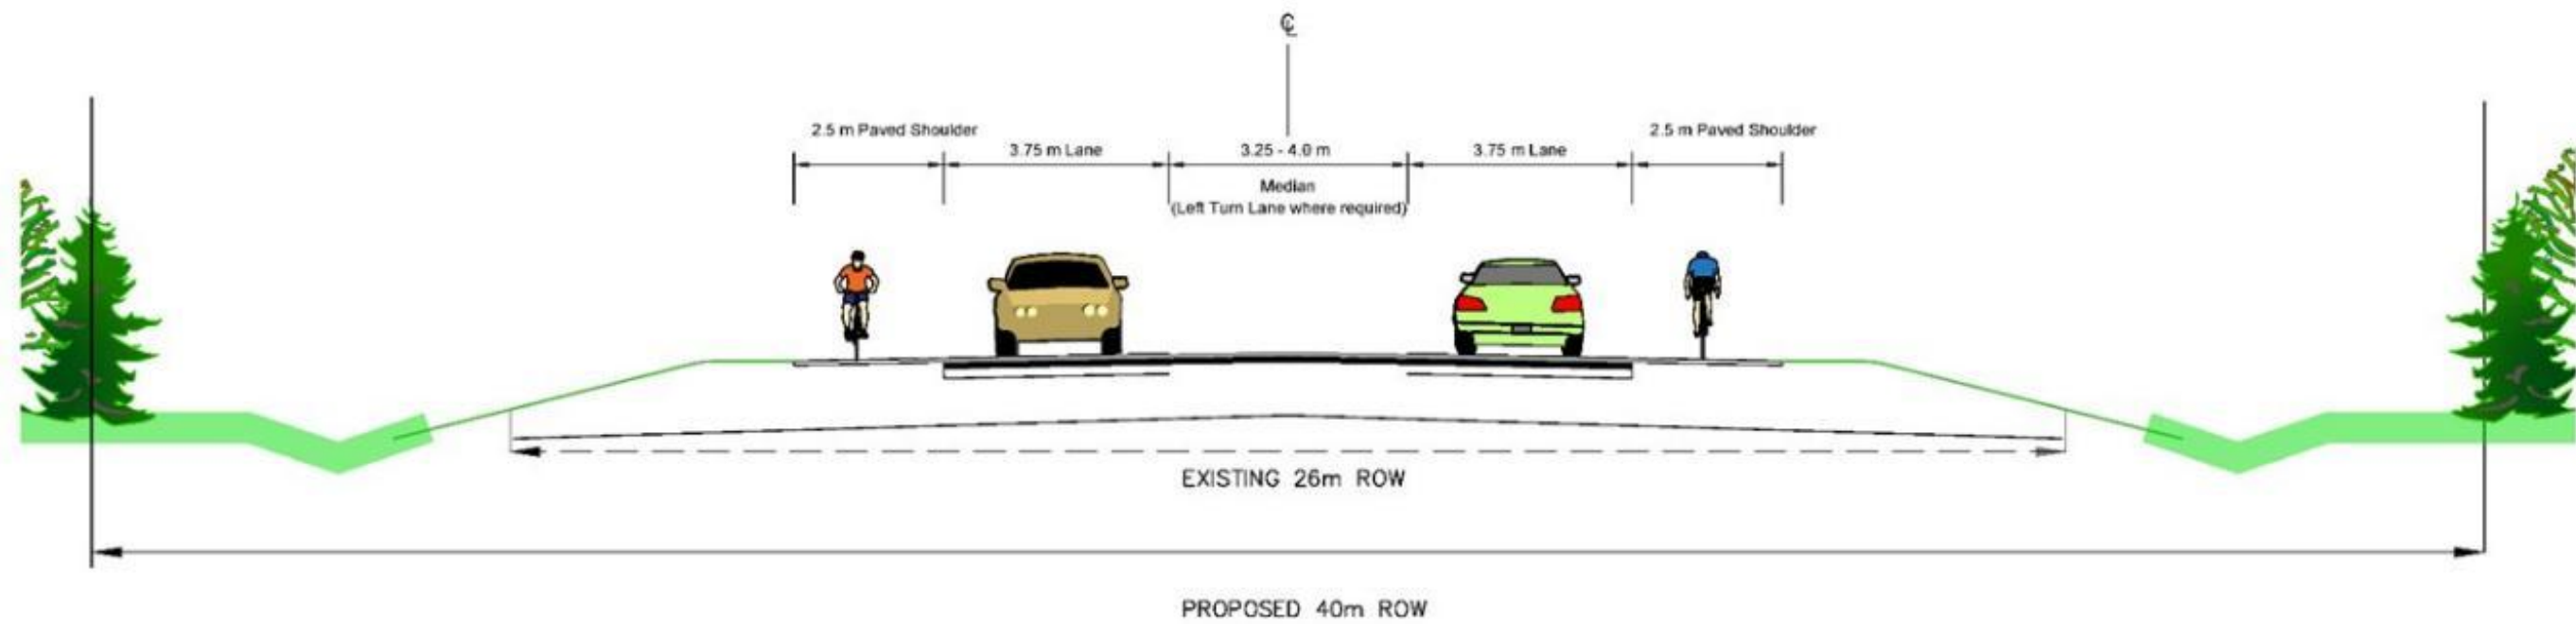 ℄
2.5 m Paved Shoulder
2.5 m Paved Shoulder
3.75 m Lane
3.25 - 4.0 m
3.75 m Lane
Median
(Left Turn Lane where required)
EXISTING 26m ROW
PROPOSED 40m ROW